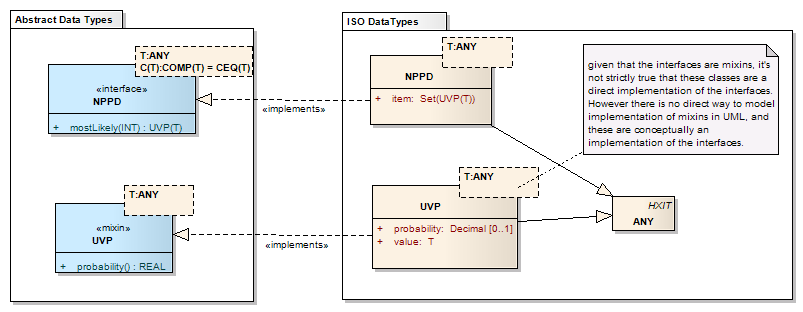 Abstract Data Types
T:ANY
C(T):COMP(T) = CEQ(T)
«interface»
NPPD
+ mostLikely(INT) : UVP(T)
T:ANY
«mixin»
UVP
+ probability() : REAL
«implements»
«implements»
ISO DataTypes
T:ANY
NPPD
+ item: Set(UVP(T))
T:ANY
UVP
+ probability: Decimal [0..1]
+ value: T
given that the interfaces are mixins, it's
not strictly true that these classes are a
direct implementation of the interfaces.
However there is no direct way to model
implementation of mixins in UML, and
these are conceptually an
implementation of the interfaces.
HXIT
ANY